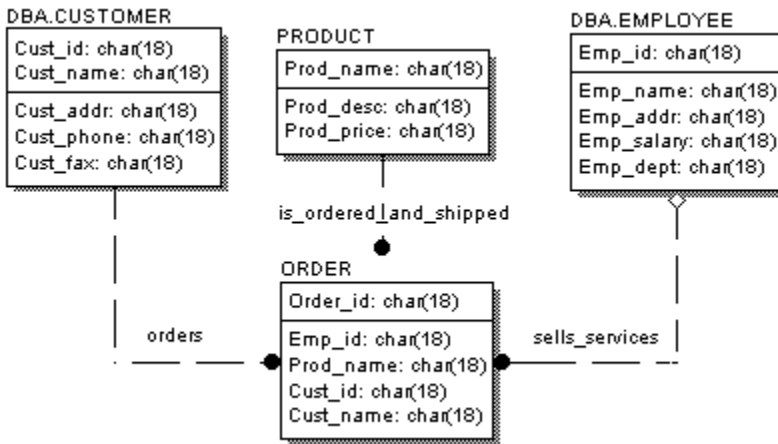 DBA.CUSTOMER
Cust_id: char(18)
Cust_name: char(18)
Cust_addr: char(18)
Cust_phone: char(18)
Cust_fax: char(18)
PRODUCT
Prod_name: char(18)
Prod_desc: char(18)
Prod_price: char(18)
DBA.EMPLOYEE
Emp_id: char(18)
Emp_name: char(18)
Emp_addr: char(18)
Emp_salary: char(18)
Emp_dept: char(18)
is_ordered_and_shipped
orders
ORDER
Order_id: char(18)
Emp_id: char(18)
Prod_name: char(18)
Cust_id: char(18)
Cust_name: char(18)
sells_services